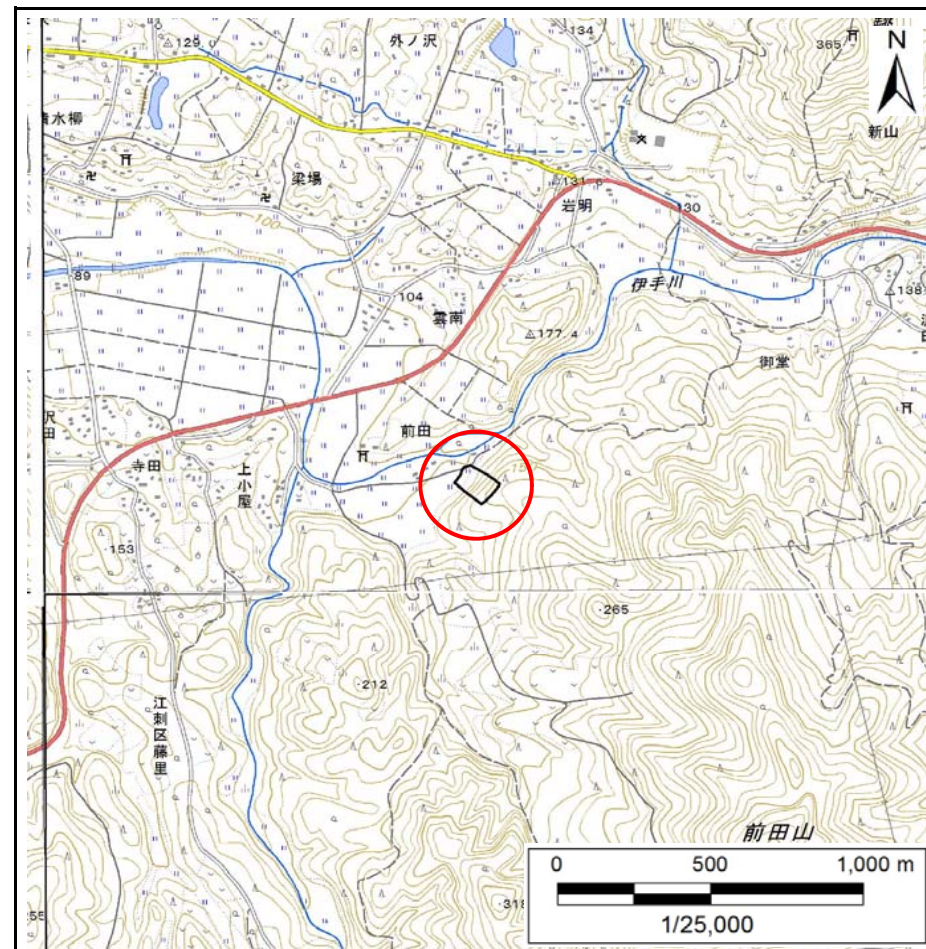 129.0
外ノ沢
134
365
N
水柳
新山
梁場
131.6
岩明
130
100
89
伊手川
104
138
雲南
177.4
御堂
沢田
前田
寺田
上小屋
15
153
265
212
江刺区藤里
前田山
0 500 1,000 m
318
1/25,000